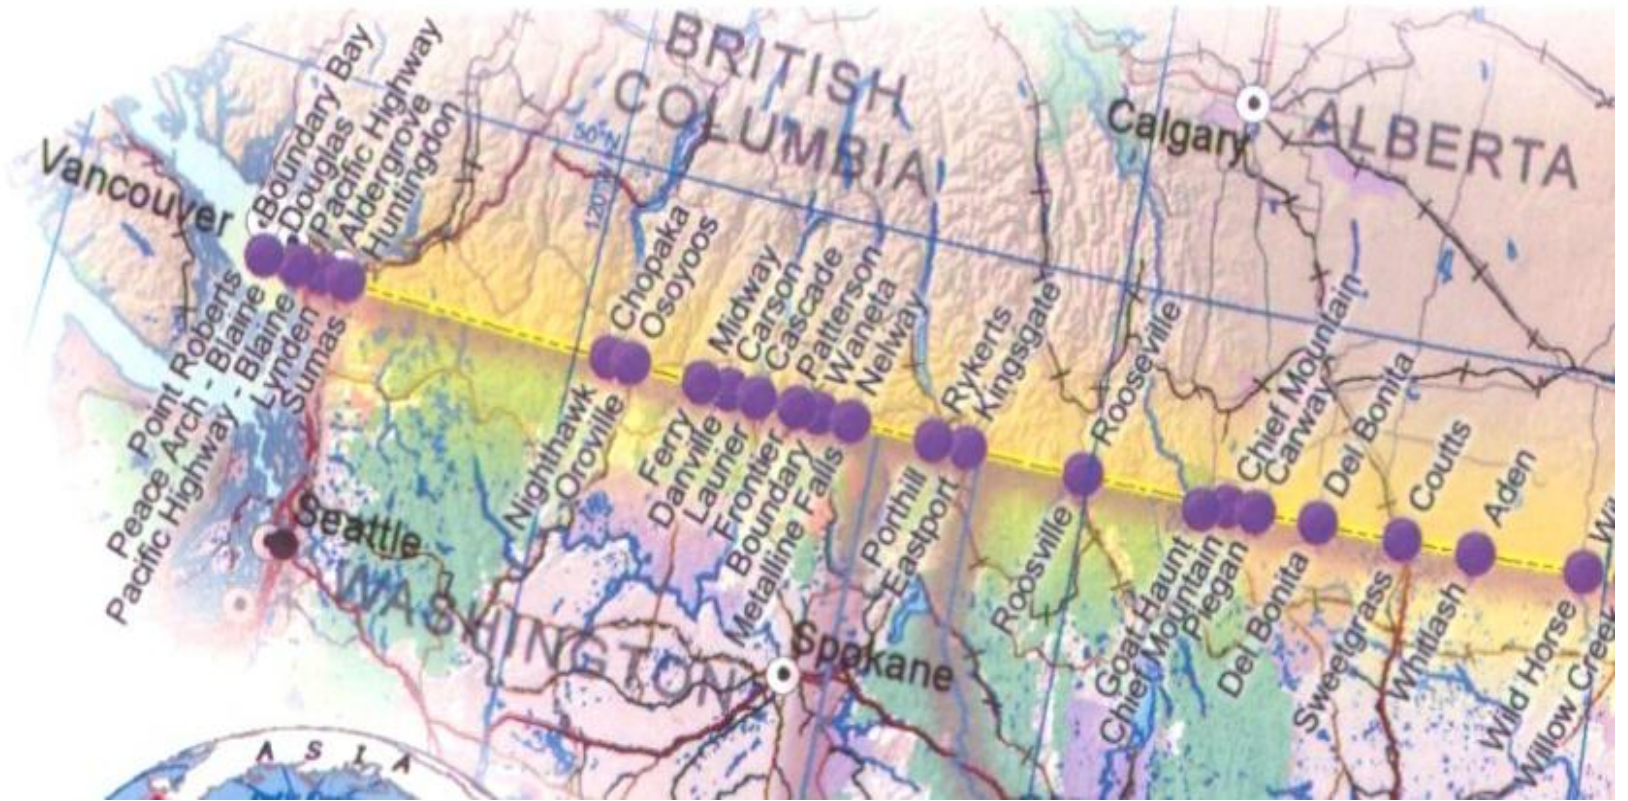 BRITISH
COLUMBIA
ALBERTA
Calgary
Vancouver
50°N
Boundary Bay
Douglas
Pacific Highway
Aldergrove
Huntingdon
Chopaka
Osoyoos
Midway
Carson
Cascade
Patterson
Waneta
Nelway
Rykerts
Kingsgate
Rooseville
Chief Mountain
Carway
Del Bonita
Coutts
Aden
Point Roberts
Peace Arch - Blaine
Pacific Highway - Blaine
Lynden
Sumas
Nighthawk
Oroville
Ferry
Danville
Laurier
Frontier
Boundary
Metalline Falls
Porthill
Eastport
Roosville
Goat Haunt
Chief Mountain
Piegan
Del Bonita
Sweetgrass
Whitlash
Wild Horse
Willow Creek
Seattle
WASHINGTON
Spokane
ASIA